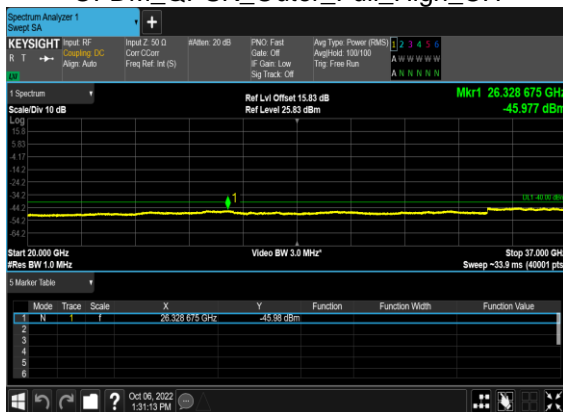 Spectrum Analyzer 1
Swept SA
KEYSIGHT Input: RF Input Z: 50 Ω #Atten: 20 dB PNO: Fast Avg Type: Power (RMS) 1 2 3 4 5 6
R T Coupling: DC Corr CCorr Gate: Off Avg|Hold: 100/100 A W W W W W
Align: Auto Freq Ref: Int (S) IF Gain: Low Trig: Free Run
Sig Track: Off A N N N N N
1 Spectrum Ref Lvl Offset 15.83 dB Mkr1 26.328 675 GHz
Scale/Div 10 dB Ref Level 25.83 dBm -45.977 dBm
Log
15.8
5.83
-4.17
-14.2
-24.2
-34.2
-44.2
-54.2
-64.2
1
Start 20.000 GHz Video BW 3.0 MHz* Stop 37.000 GHz
#Res BW 1.0 MHz Sweep ~33.9 ms (40001 pts)
5 Marker Table
Mode Trace Scale X Y Function Function Width Function Value
1 N 1 f 26.328 675 GHz -45.98 dBm
2
3
4
5
6
? Oct 06, 2022
1:31:13 PM